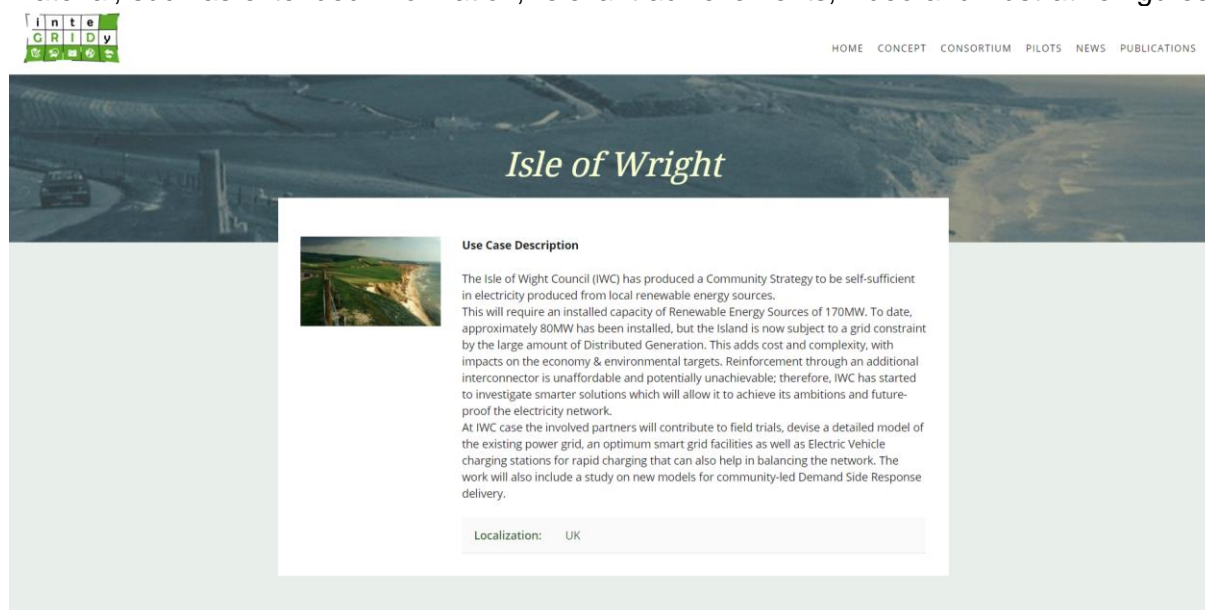 inte
GRIDy
HOME CONCEPT CONSORTIUM PILOTS NEWS PUBLICATIONS
Isle of Wright
Use Case Description
The Isle of Wight Council (IWC) has produced a Community Strategy to be self-sufficient
in electricity produced from local renewable energy sources.
This will require an installed capacity of Renewable Energy Sources of 170MW. To date,
approximately 80MW has been installed, but the Island is now subject to a grid constraint
by the large amount of Distributed Generation. This adds cost and complexity, with
impacts on the economy & environmental targets. Reinforcement through an additional
interconnector is unaffordable and potentially unachievable; therefore, IWC has started
to investigate smarter solutions which will allow it to achieve its ambitions and future-
proof the electricity network.
At IWC case the involved partners will contribute to field trials, devise a detailed model of
the existing power grid, an optimum smart grid facilities as well as Electric Vehicle
charging stations for rapid charging that can also help in balancing the network. The
work will also include a study on new models for community-led Demand Side Response
delivery.
Localization: UK